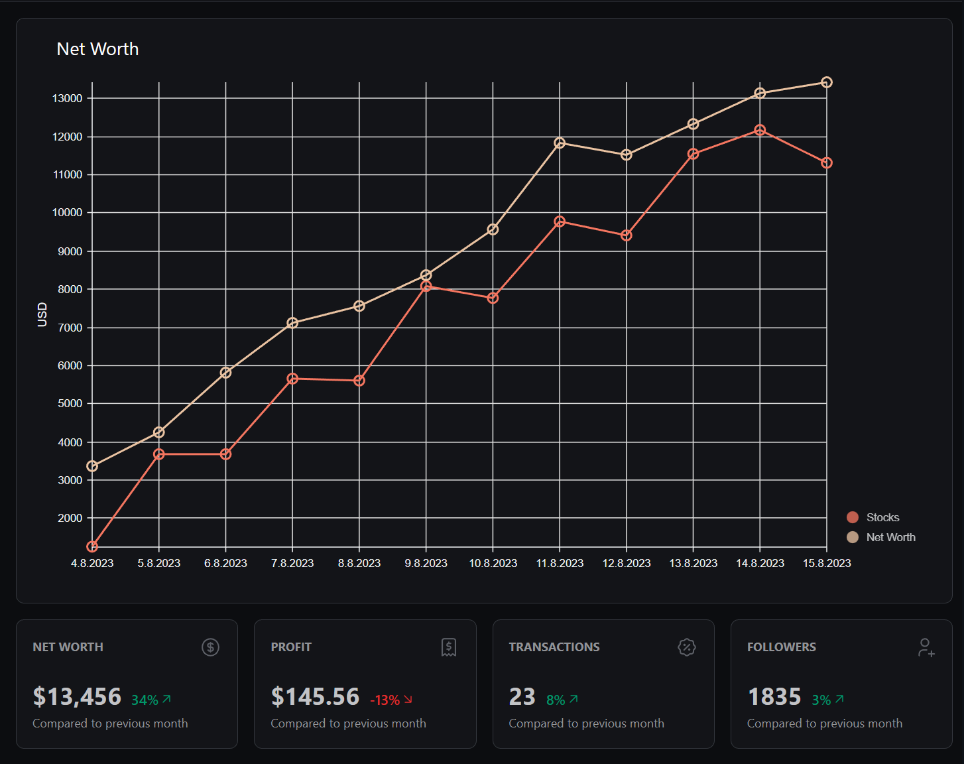 Net Worth
13000
12000
11000
10000
9000
8000
7000
6000
5000
4000
3000
2000
USD
4.8.2023 5.8.2023 6.8.2023 7.8.2023 8.8.2023 9.8.2023 10.8.2023 11.8.2023 12.8.2023 13.8.2023 14.8.2023 15.8.2023
Stocks
Net Worth
NET WORTH
$
$13,456 34%
Compared to previous month
PROFIT
$
$145.56 -13%
Compared to previous month
TRANSACTIONS
%
23 8%
Compared to previous month
FOLLOWERS
1835 3%
Compared to previous month